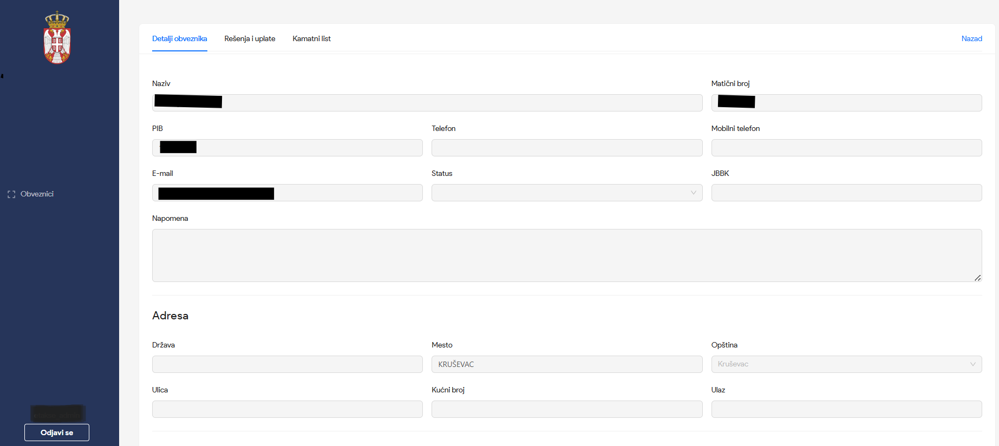 Detalji obveznika Rešenja i uplate Kamatni list Nazad
Naziv Matični broj
PIB Telefon Mobilni telefon
E-mail Status JBBK
Obveznici
Napomena
Adresa
Država Mesto Opština
KRUŠEVAC Kruševac
Ulica Kućni broj Ulaz
Odjavi se